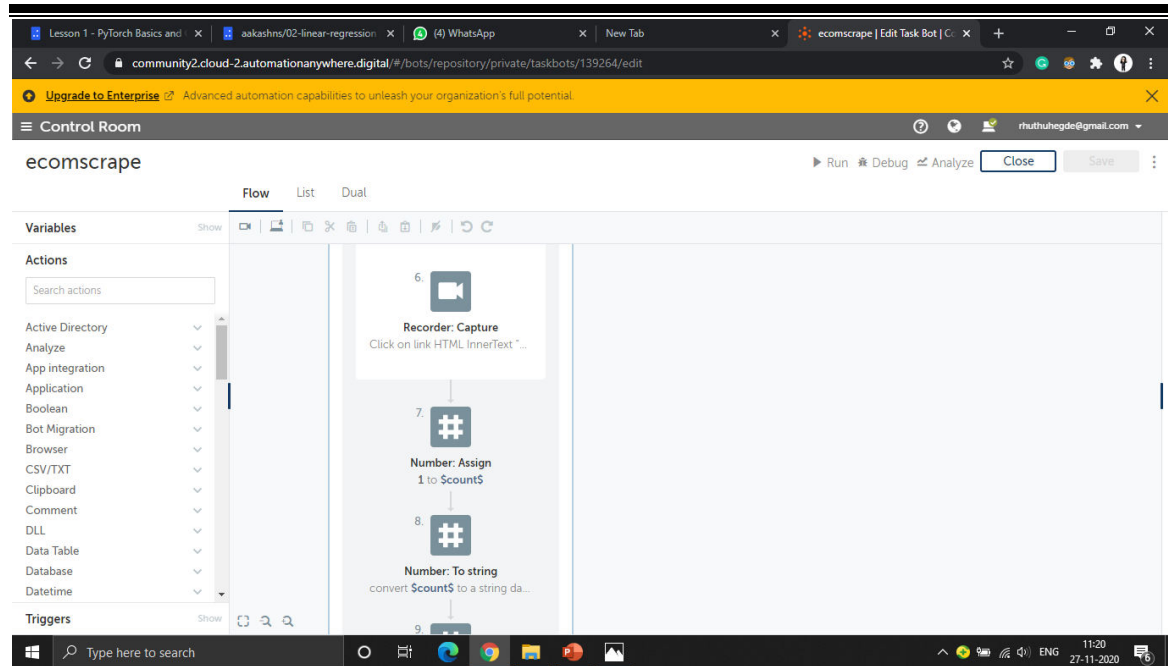 Lesson 1 - PyTorch Basics and
aakashns/02-linear-regression
(4) WhatsApp
New Tab
ecomscrape | Edit Task Bot | Co
community2.cloud-2.automationanywhere.digital/#/bots/repository/private/taskbots/139264/edit
Upgrade to Enterprise Advanced automation capabilities to unleash your organization's full potential.
Control Room
rhuthuhegde@gmail.com
ecomscrape
Run Debug Analyze Close Save
Flow List Dual
Variables Show
Actions
Search actions
Active Directory
Analyze
App integration
Application
Boolean
Bot Migration
Browser
CSV/TXT
Clipboard
Comment
DLL
Data Table
Database
Datetime
Triggers Show
6.
Recorder: Capture
Click on link HTML InnerText "...
7.
Number: Assign
1 to $count$
8.
Number: To string
convert $count$ to a string da...
9.
Type here to search
ENG
11:20
27-11-2020
6